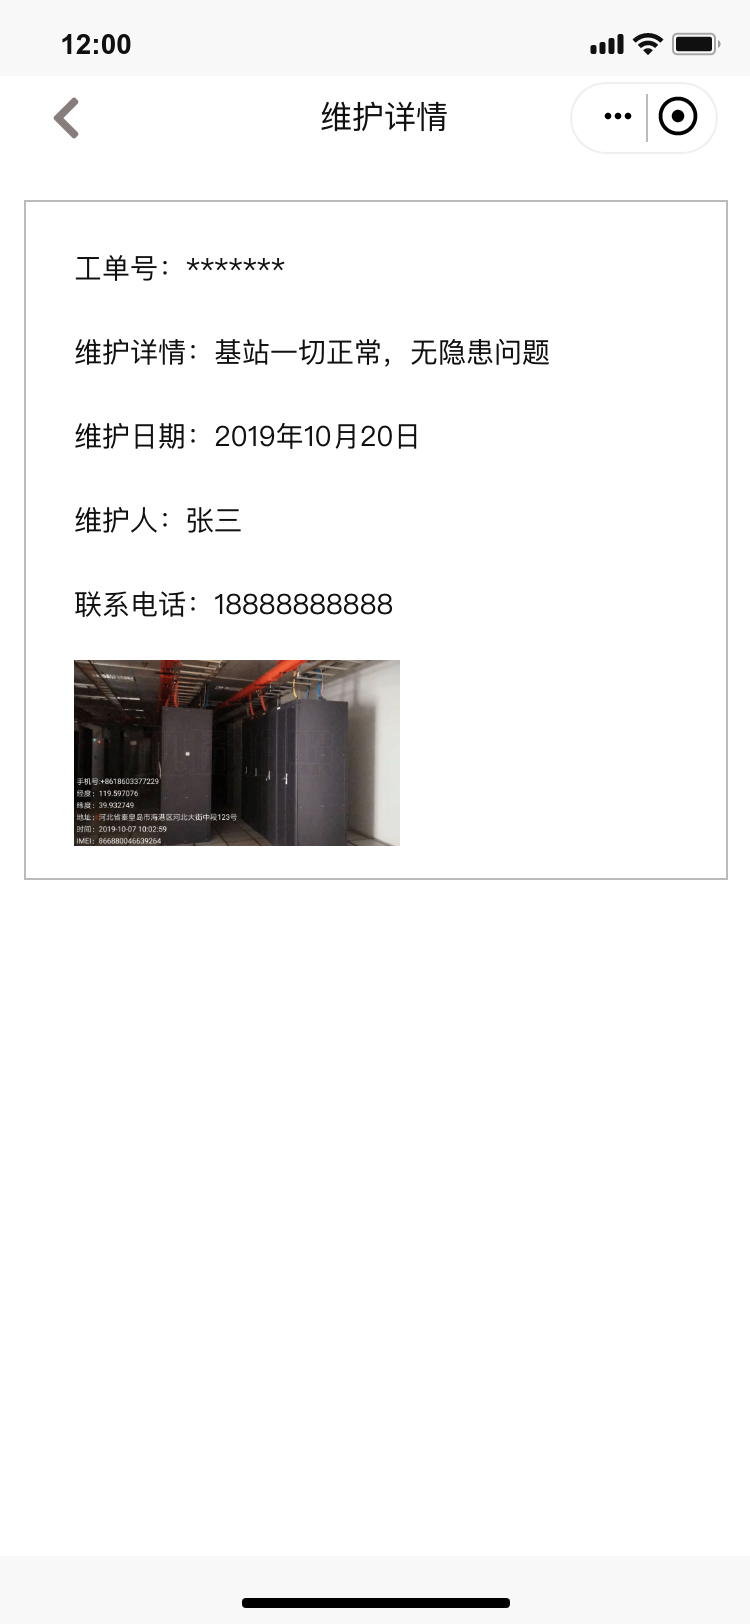 12:00
维护详情
工单号：*******
维护详情：基站一切正常，无隐患问题
维护日期：2019年10月20日
维护人：张三
联系电话：18888888888
手机号:+8618603377229
经度：119.597076
纬度：39.932749
地址：河北省秦皇岛市海港区河北大街中段123号
时间：2019-10-07 10:02:59
IMEI：866880046639264